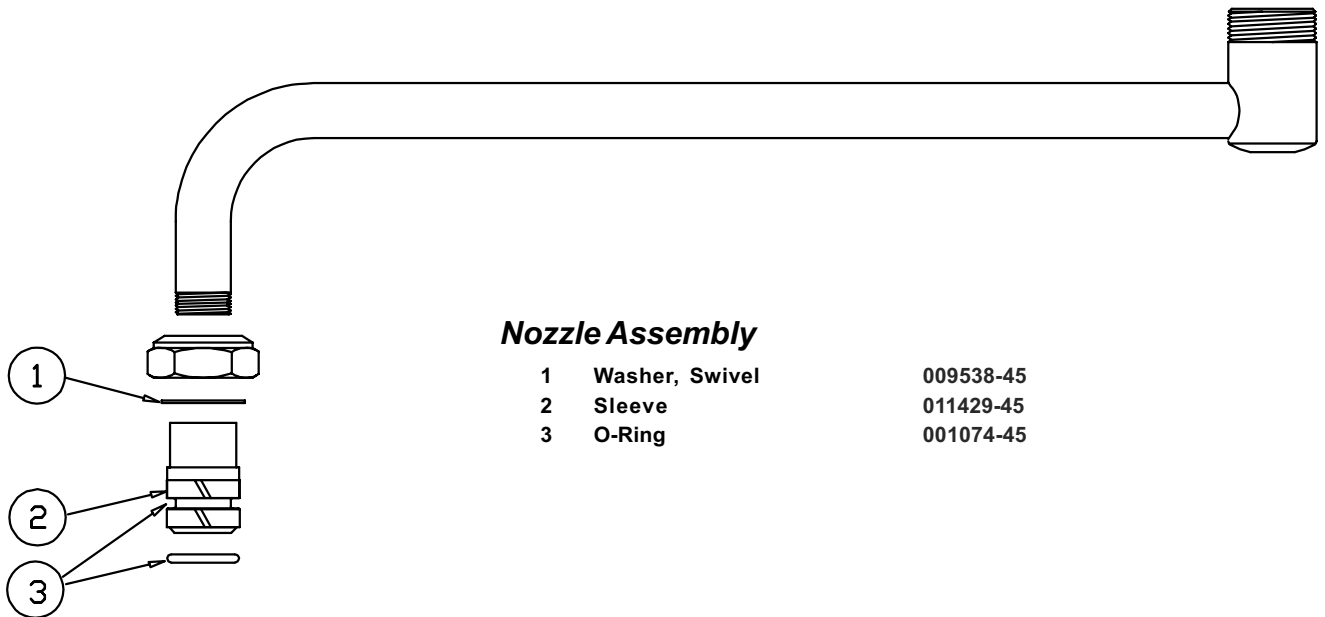 Nozzle Assembly
1 Washer, Swivel 009538-45
2 Sleeve 011429-45
3 O-Ring 001074-45
1
2
3